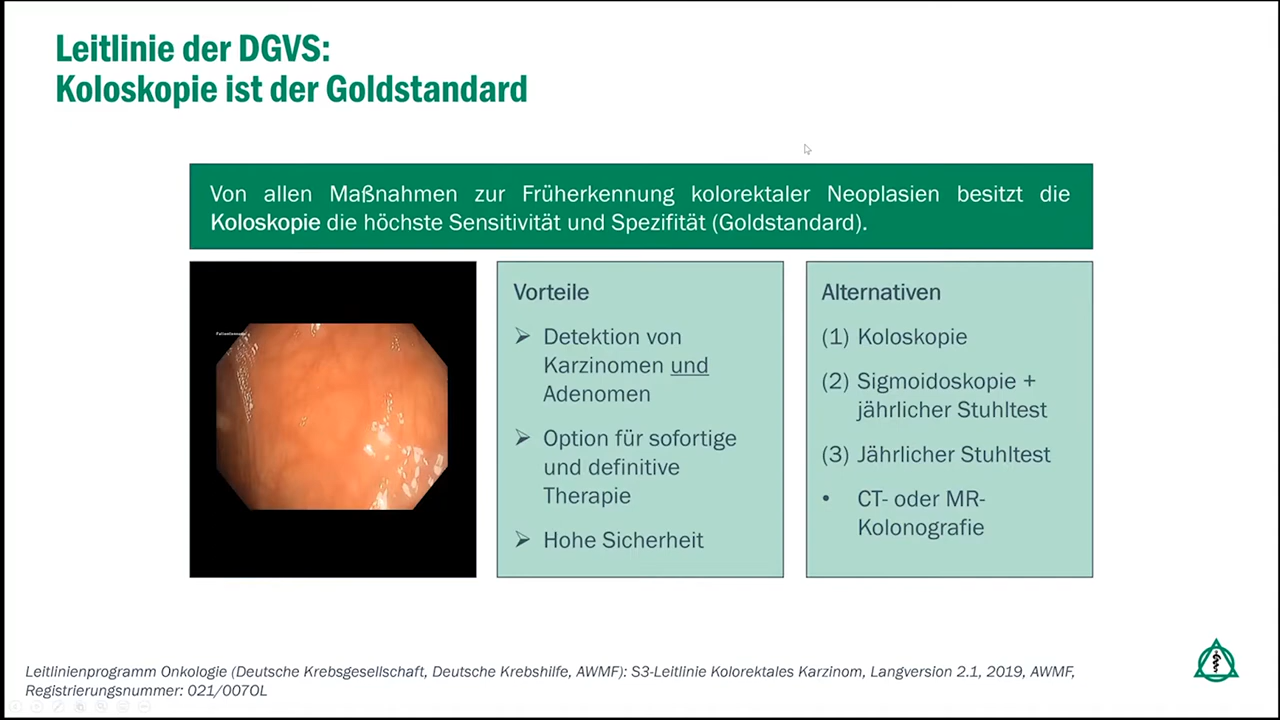 Leitlinie der DGVS:
Koloskopie ist der Goldstandard
Von allen Maßnahmen zur Früherkennung kolorektaler Neoplasien besitzt die
Koloskopie die höchste Sensitivität und Spezifität (Goldstandard).
Vorteile
➢ Detektion von
Karzinomen und
Adenomen
➢ Option für sofortige
und definitive
Therapie
➢ Hohe Sicherheit
Alternativen
(1) Koloskopie
(2) Sigmoidoskopie +
jährlicher Stuhltest
(3) Jährlicher Stuhltest
• CT- oder MR-
Kolonografie
Leitlinienprogramm Onkologie (Deutsche Krebsgesellschaft, Deutsche Krebshilfe, AWMF): S3-Leitlinie Kolorektales Karzinom, Langversion 2.1, 2019, AWMF,
Registrierungsnummer: 021/007OL